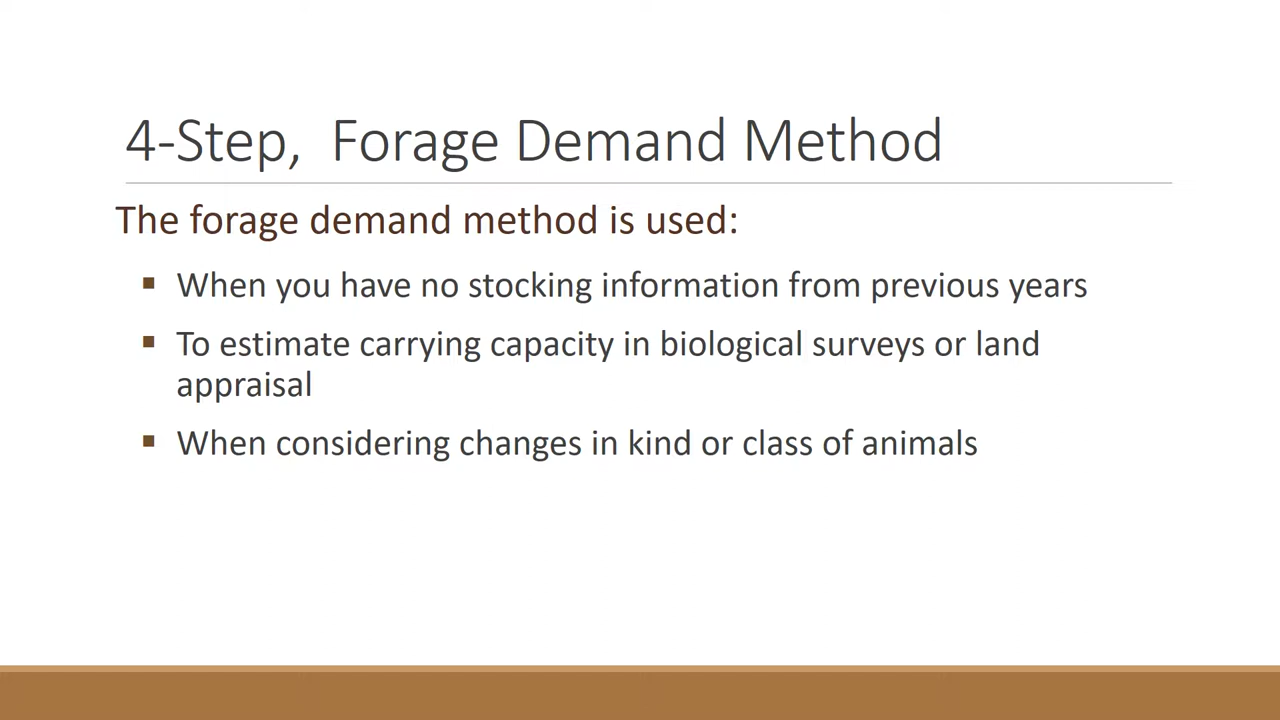 4-Step,  Forage Demand Method
The forage demand method is used:
▪ When you have no stocking information from previous years
▪ To estimate carrying capacity in biological surveys or land
appraisal
▪ When considering changes in kind or class of animals